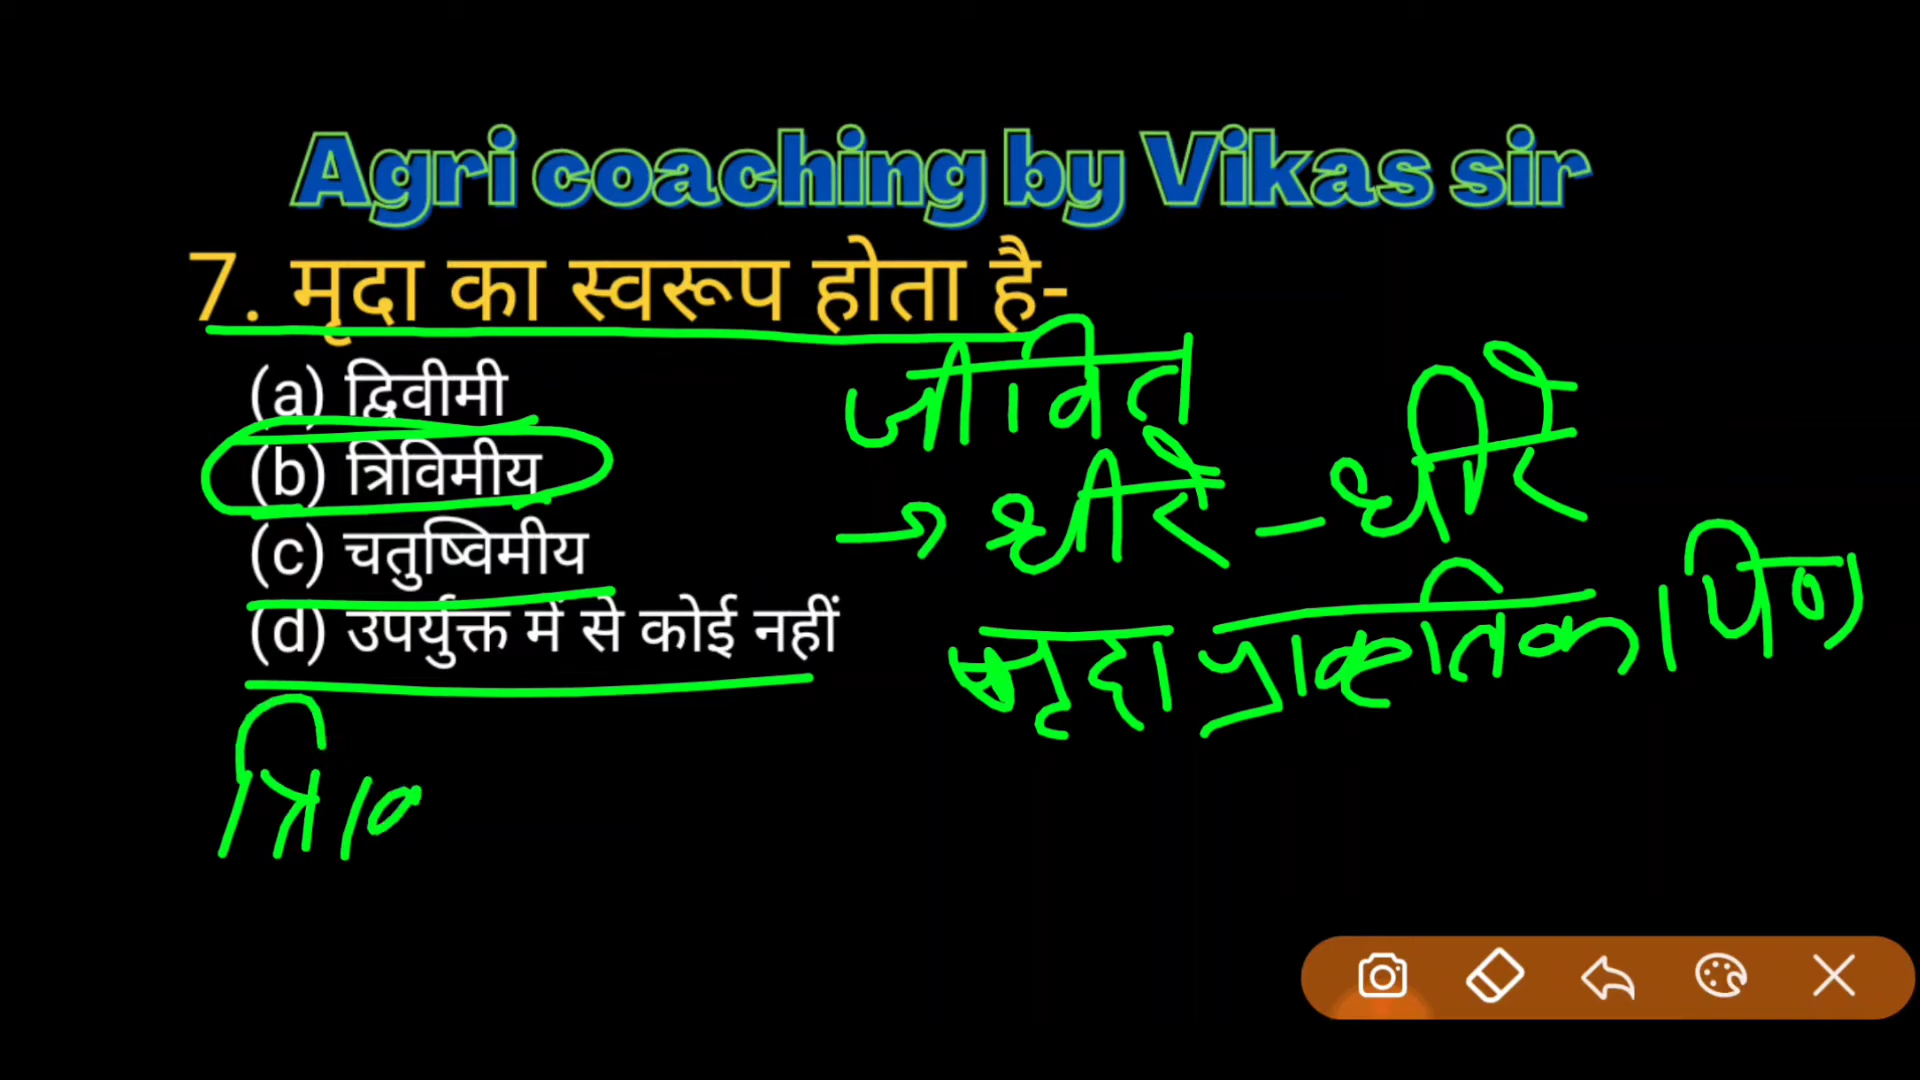 Agri coaching by Vikas sir
7. मृदा का स्वरूप होता है-
(a) द्विवीमी
(b) त्रिविमीय
(c) चतुष्विमीय
(d) उपर्युक्त में से कोई नहीं
जीवित
→ धीरे - धीरे
मृदा प्राकृतिक पिण्ड
त्रि